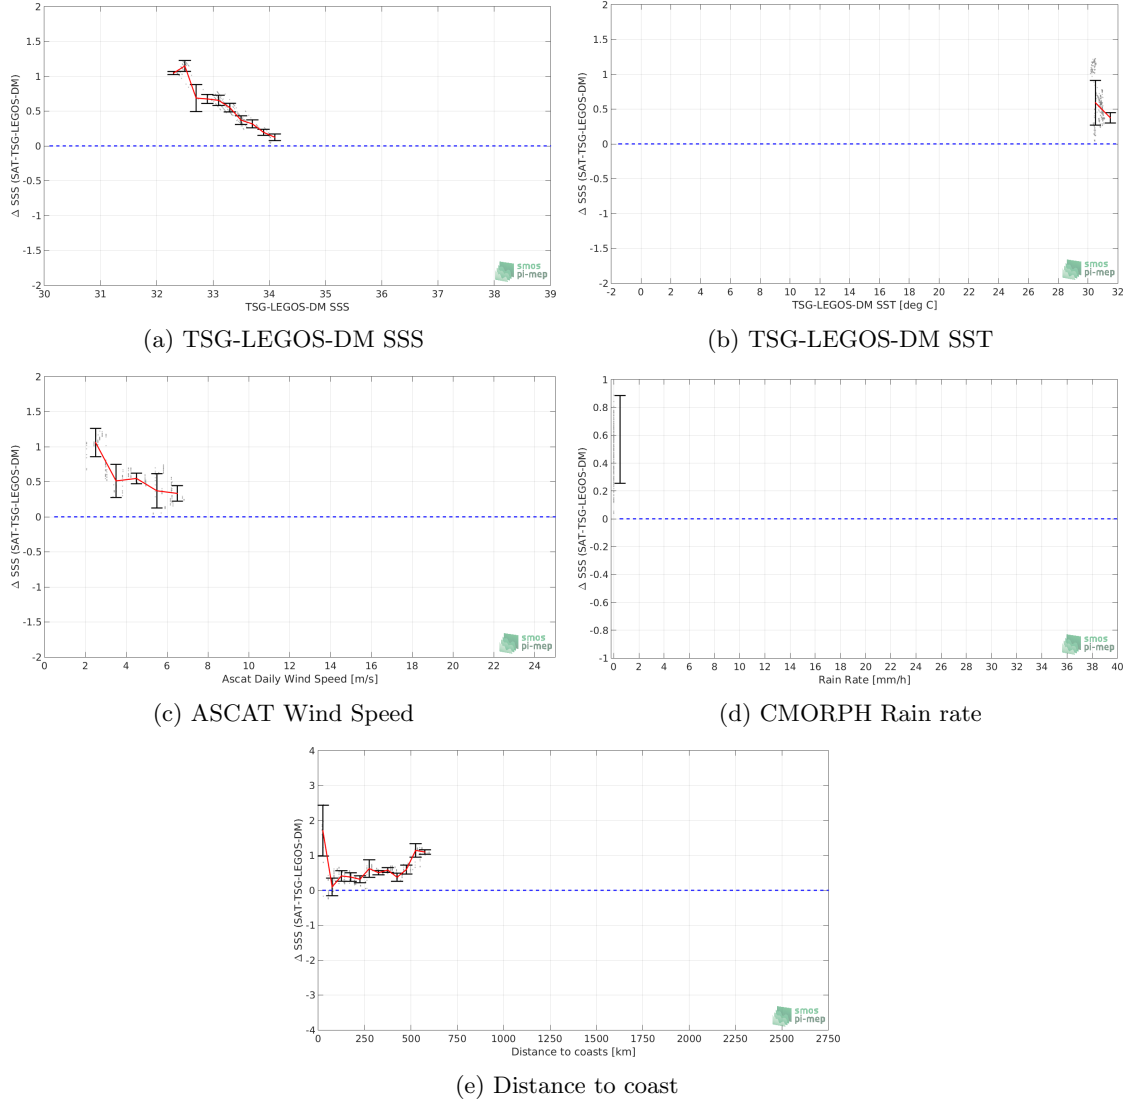 2
1.5
1
0.5
0
-0.5
-1
-1.5
-2
Δ SSS (SAT-TSG-LEGOS-DM)
smos
pi-mep
30 31 32 33 34 35 36 37 38 39
TSG-LEGOS-DM SSS
(a) TSG-LEGOS-DM SSS
2
1.5
1
0.5
0
-0.5
-1
-1.5
-2
Δ SSS (SAT-TSG-LEGOS-DM)
smos
pi-mep
-2 0 2 4 6 8 10 12 14 16 18 20 22 24 26 28 30 32
TSG-LEGOS-DM SST [deg C]
(b) TSG-LEGOS-DM SST
2
1.5
1
0.5
0
-0.5
-1
-1.5
-2
Δ SSS (SAT-TSG-LEGOS-DM)
smos
pi-mep
0 2 4 6 8 10 12 14 16 18 20 22 24
Ascat Daily Wind Speed [m/s]
(c) ASCAT Wind Speed
1
0.8
0.6
0.4
0.2
0
-0.2
-0.4
-0.6
-0.8
-1
Δ SSS (SAT-TSG-LEGOS-DM)
smos
pi-mep
0 2 4 6 8 10 12 14 16 18 20 22 24 26 28 30 32 34 36 38 40
Rain Rate [mm/h]
(d) CMORPH Rain rate
4
3
2
1
0
-1
-2
-3
-4
Δ SSS (SAT-TSG-LEGOS-DM)
smos
pi-mep
0 250 500 750 1000 1250 1500 1750 2000 2250 2500 2750
Distance to coasts [km]
(e) Distance to coast